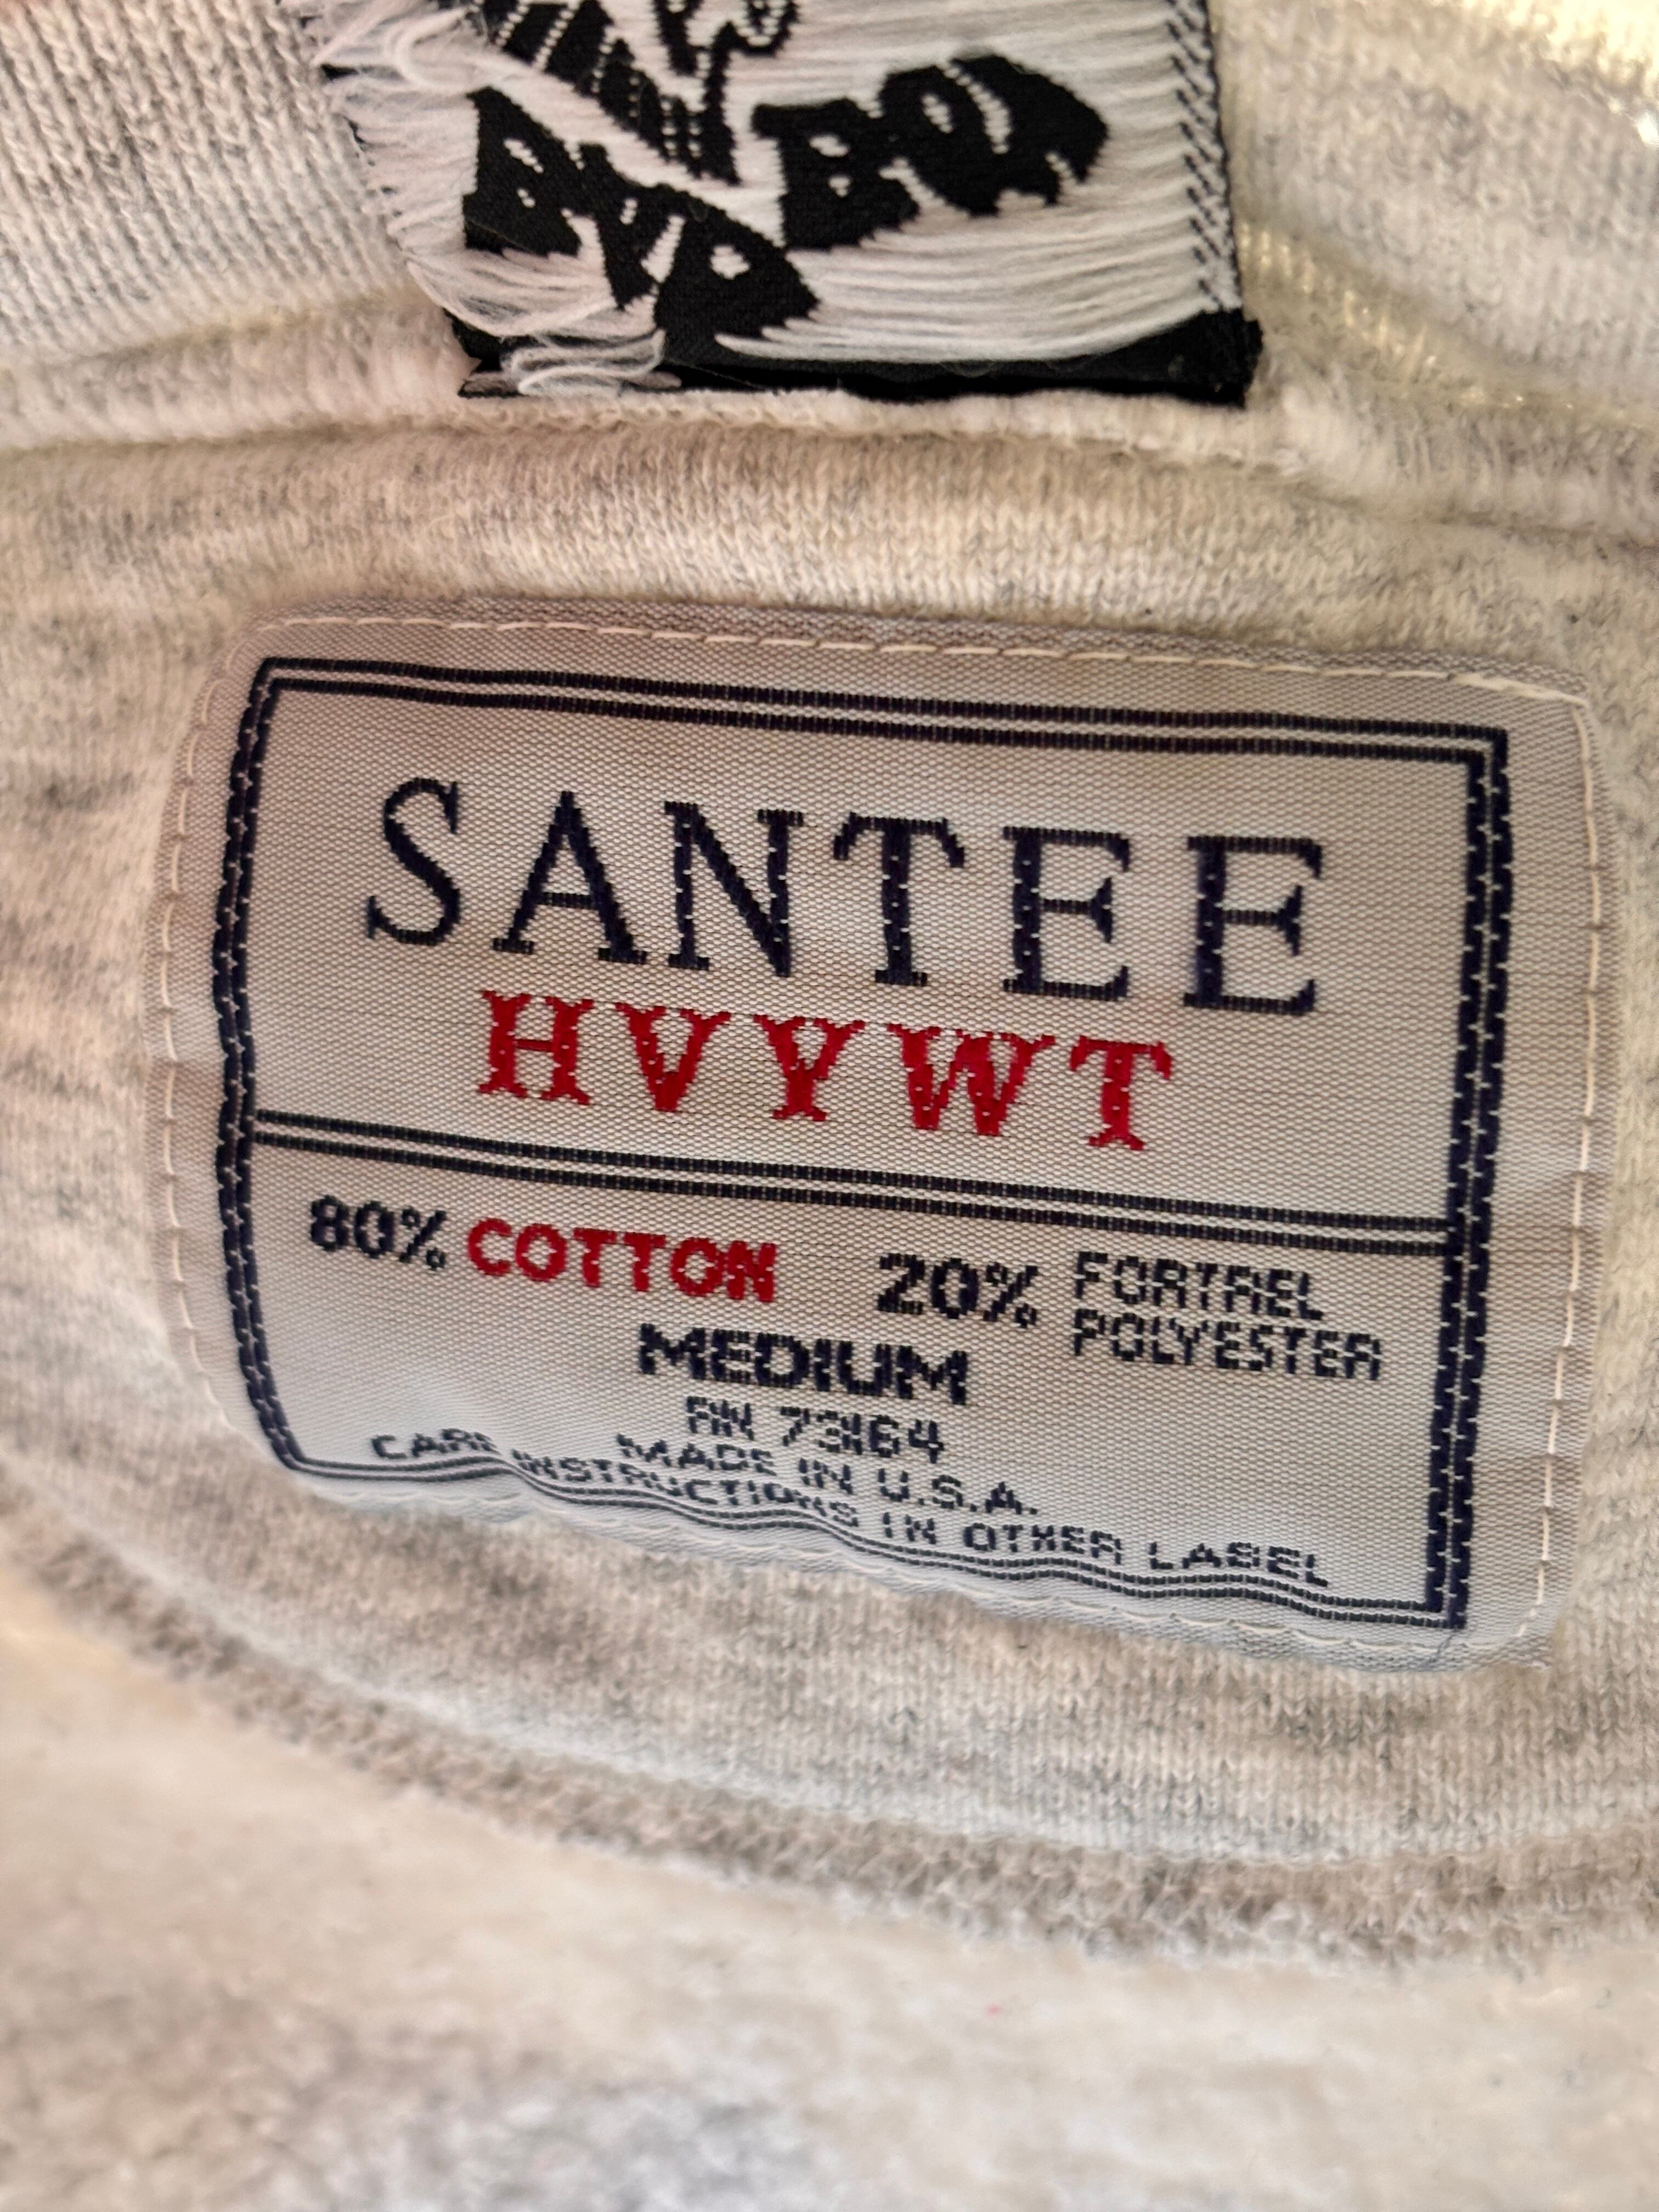 SANTEE
HVYWT
80% COTTON 20% FORTREL POLYESTER
MEDIUM
RN 73164
MADE IN U.S.A.
CARE INSTRUCTIONS IN OTHER LABEL